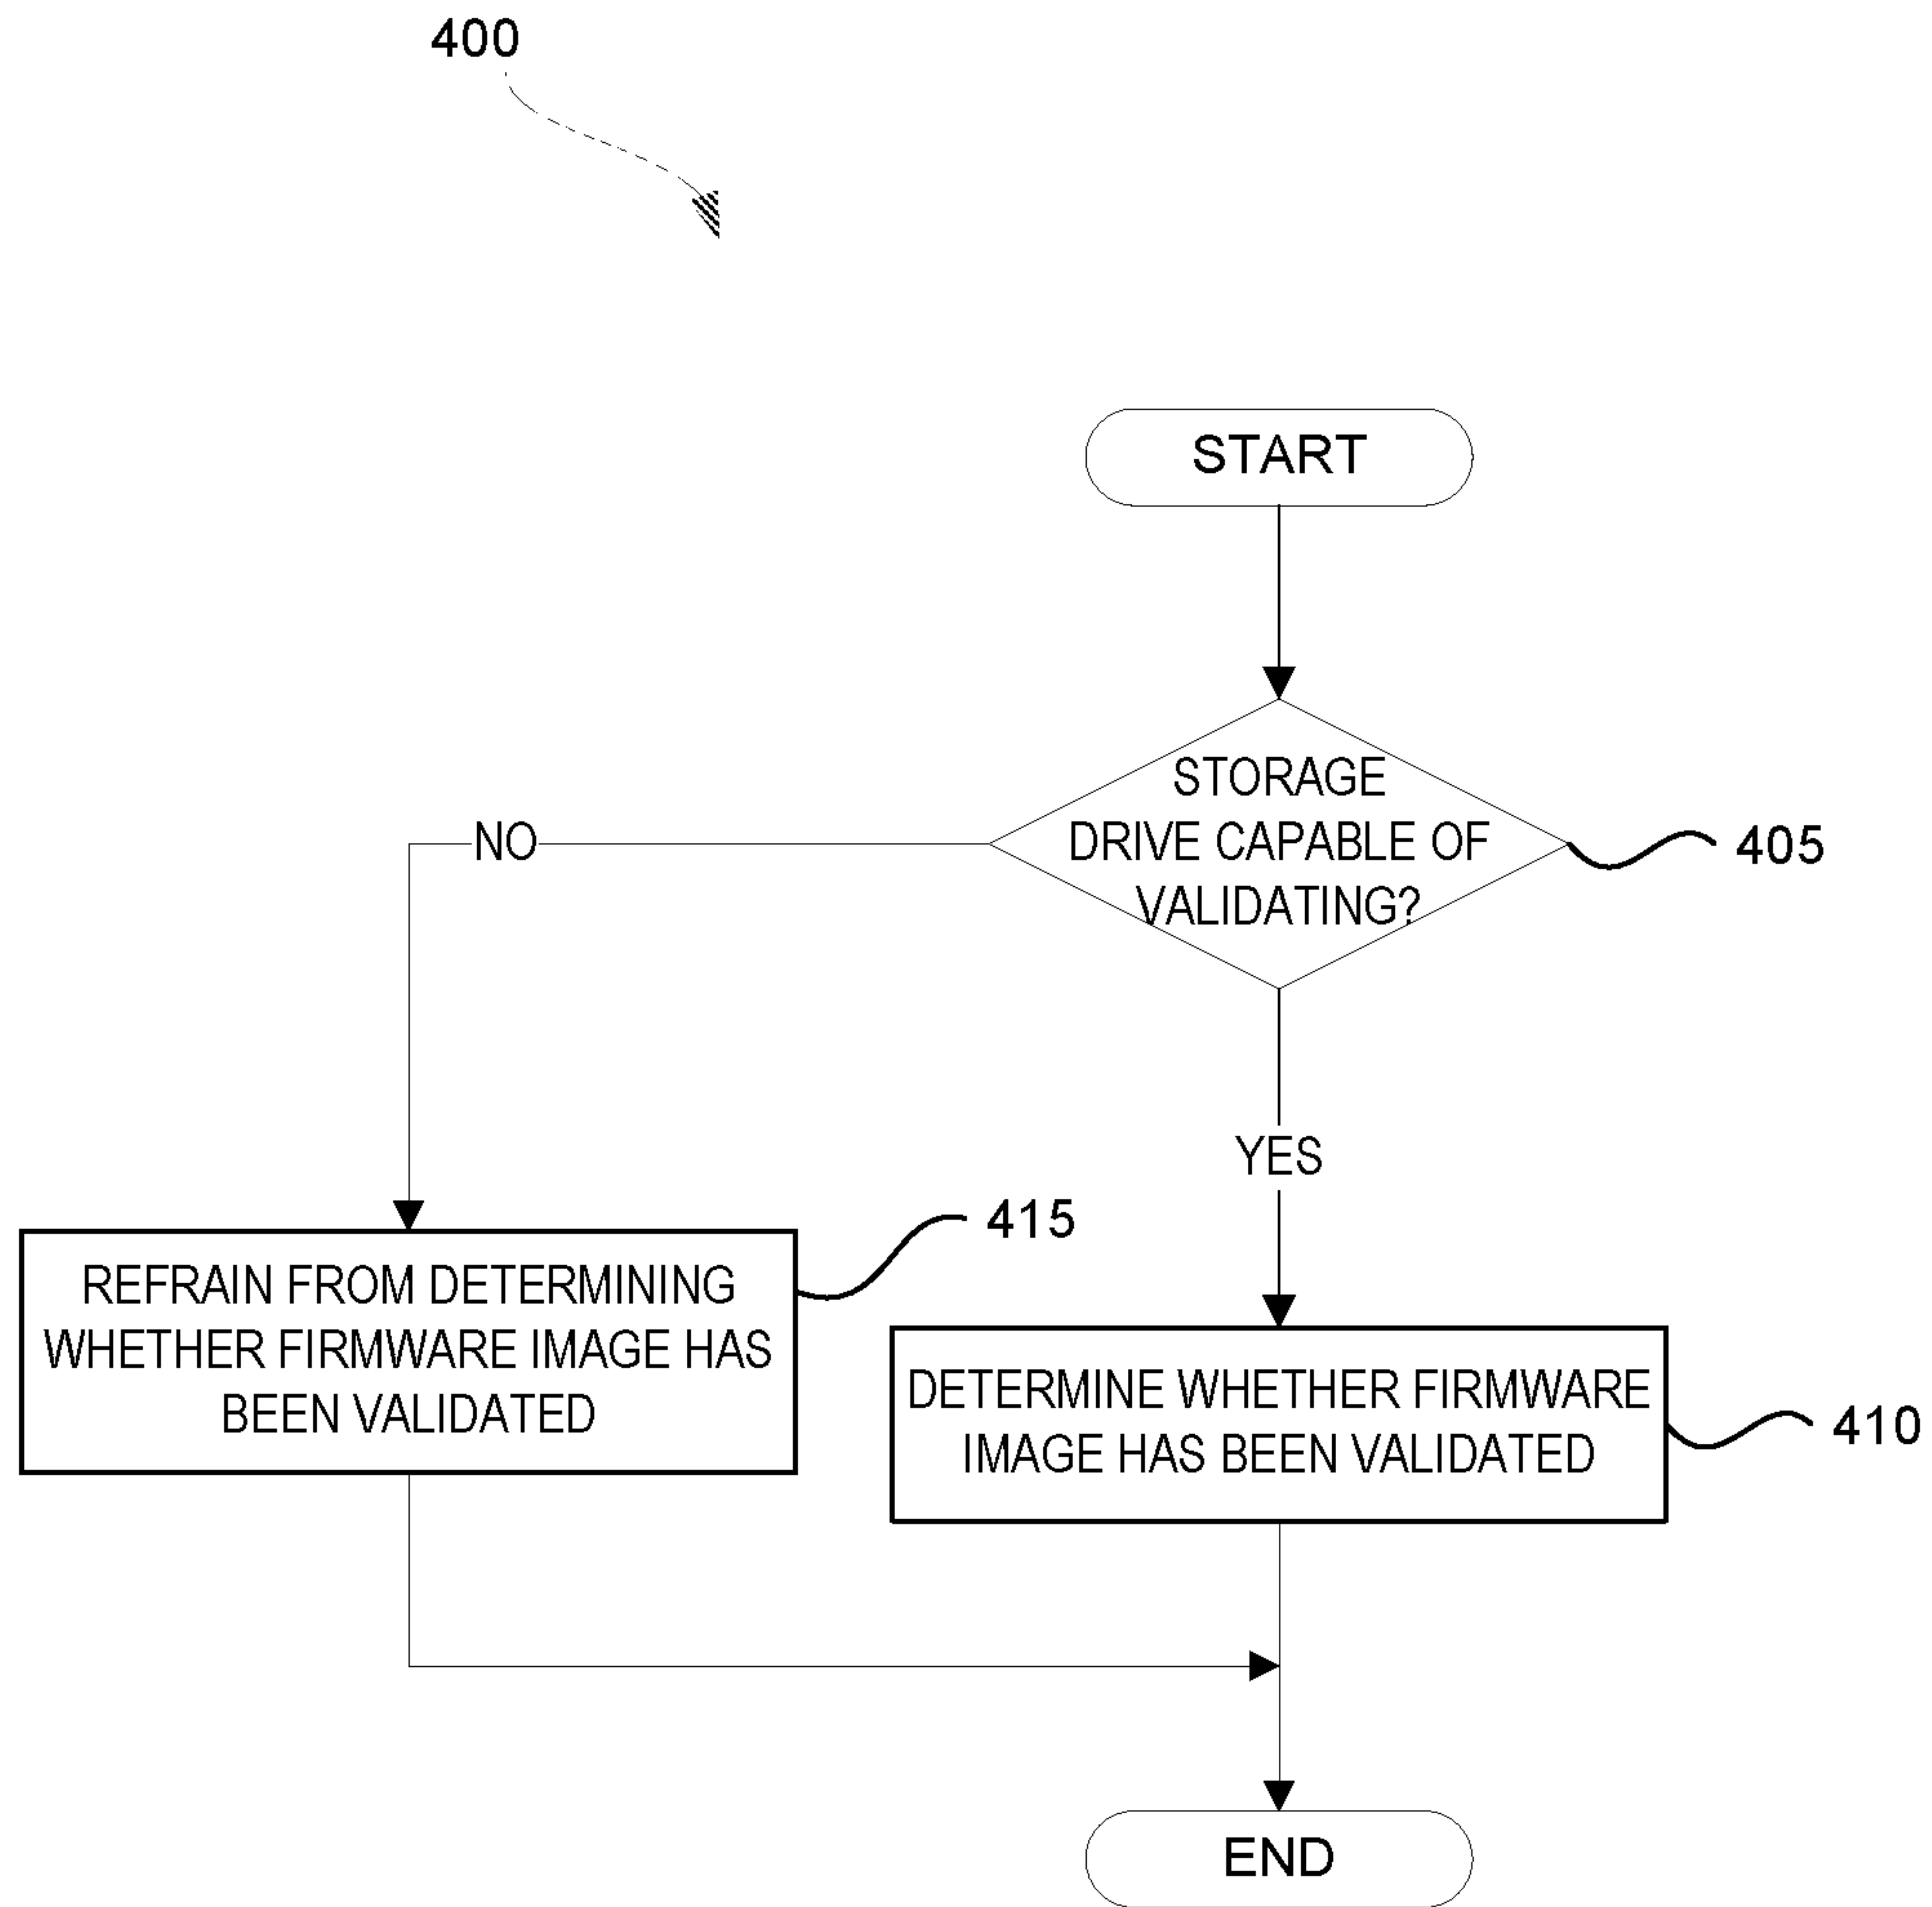 400
START
STORAGE
DRIVE CAPABLE OF
VALIDATING?
405
NO
YES
415
REFRAIN FROM DETERMINING
WHETHER FIRMWARE IMAGE HAS
BEEN VALIDATED
DETERMINE WHETHER FIRMWARE
IMAGE HAS BEEN VALIDATED
410
END